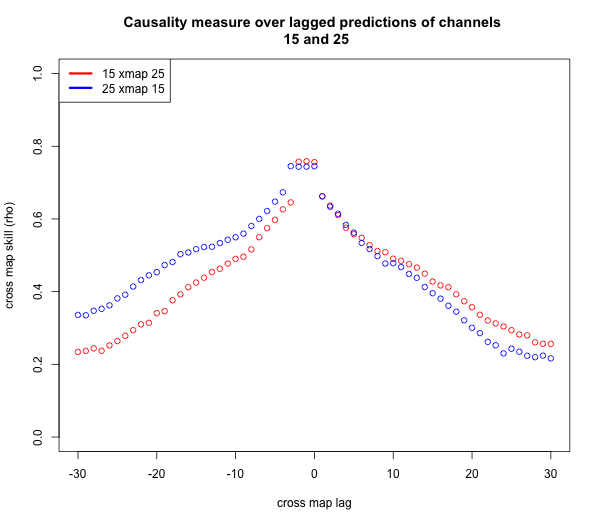 Causality measure over lagged predictions of channels
15 and 25
15 xmap 25
25 xmap 15
cross map skill (rho)
1.0
0.8
0.6
0.4
0.2
0.0
-30 -20 -10 0 10 20 30
cross map lag